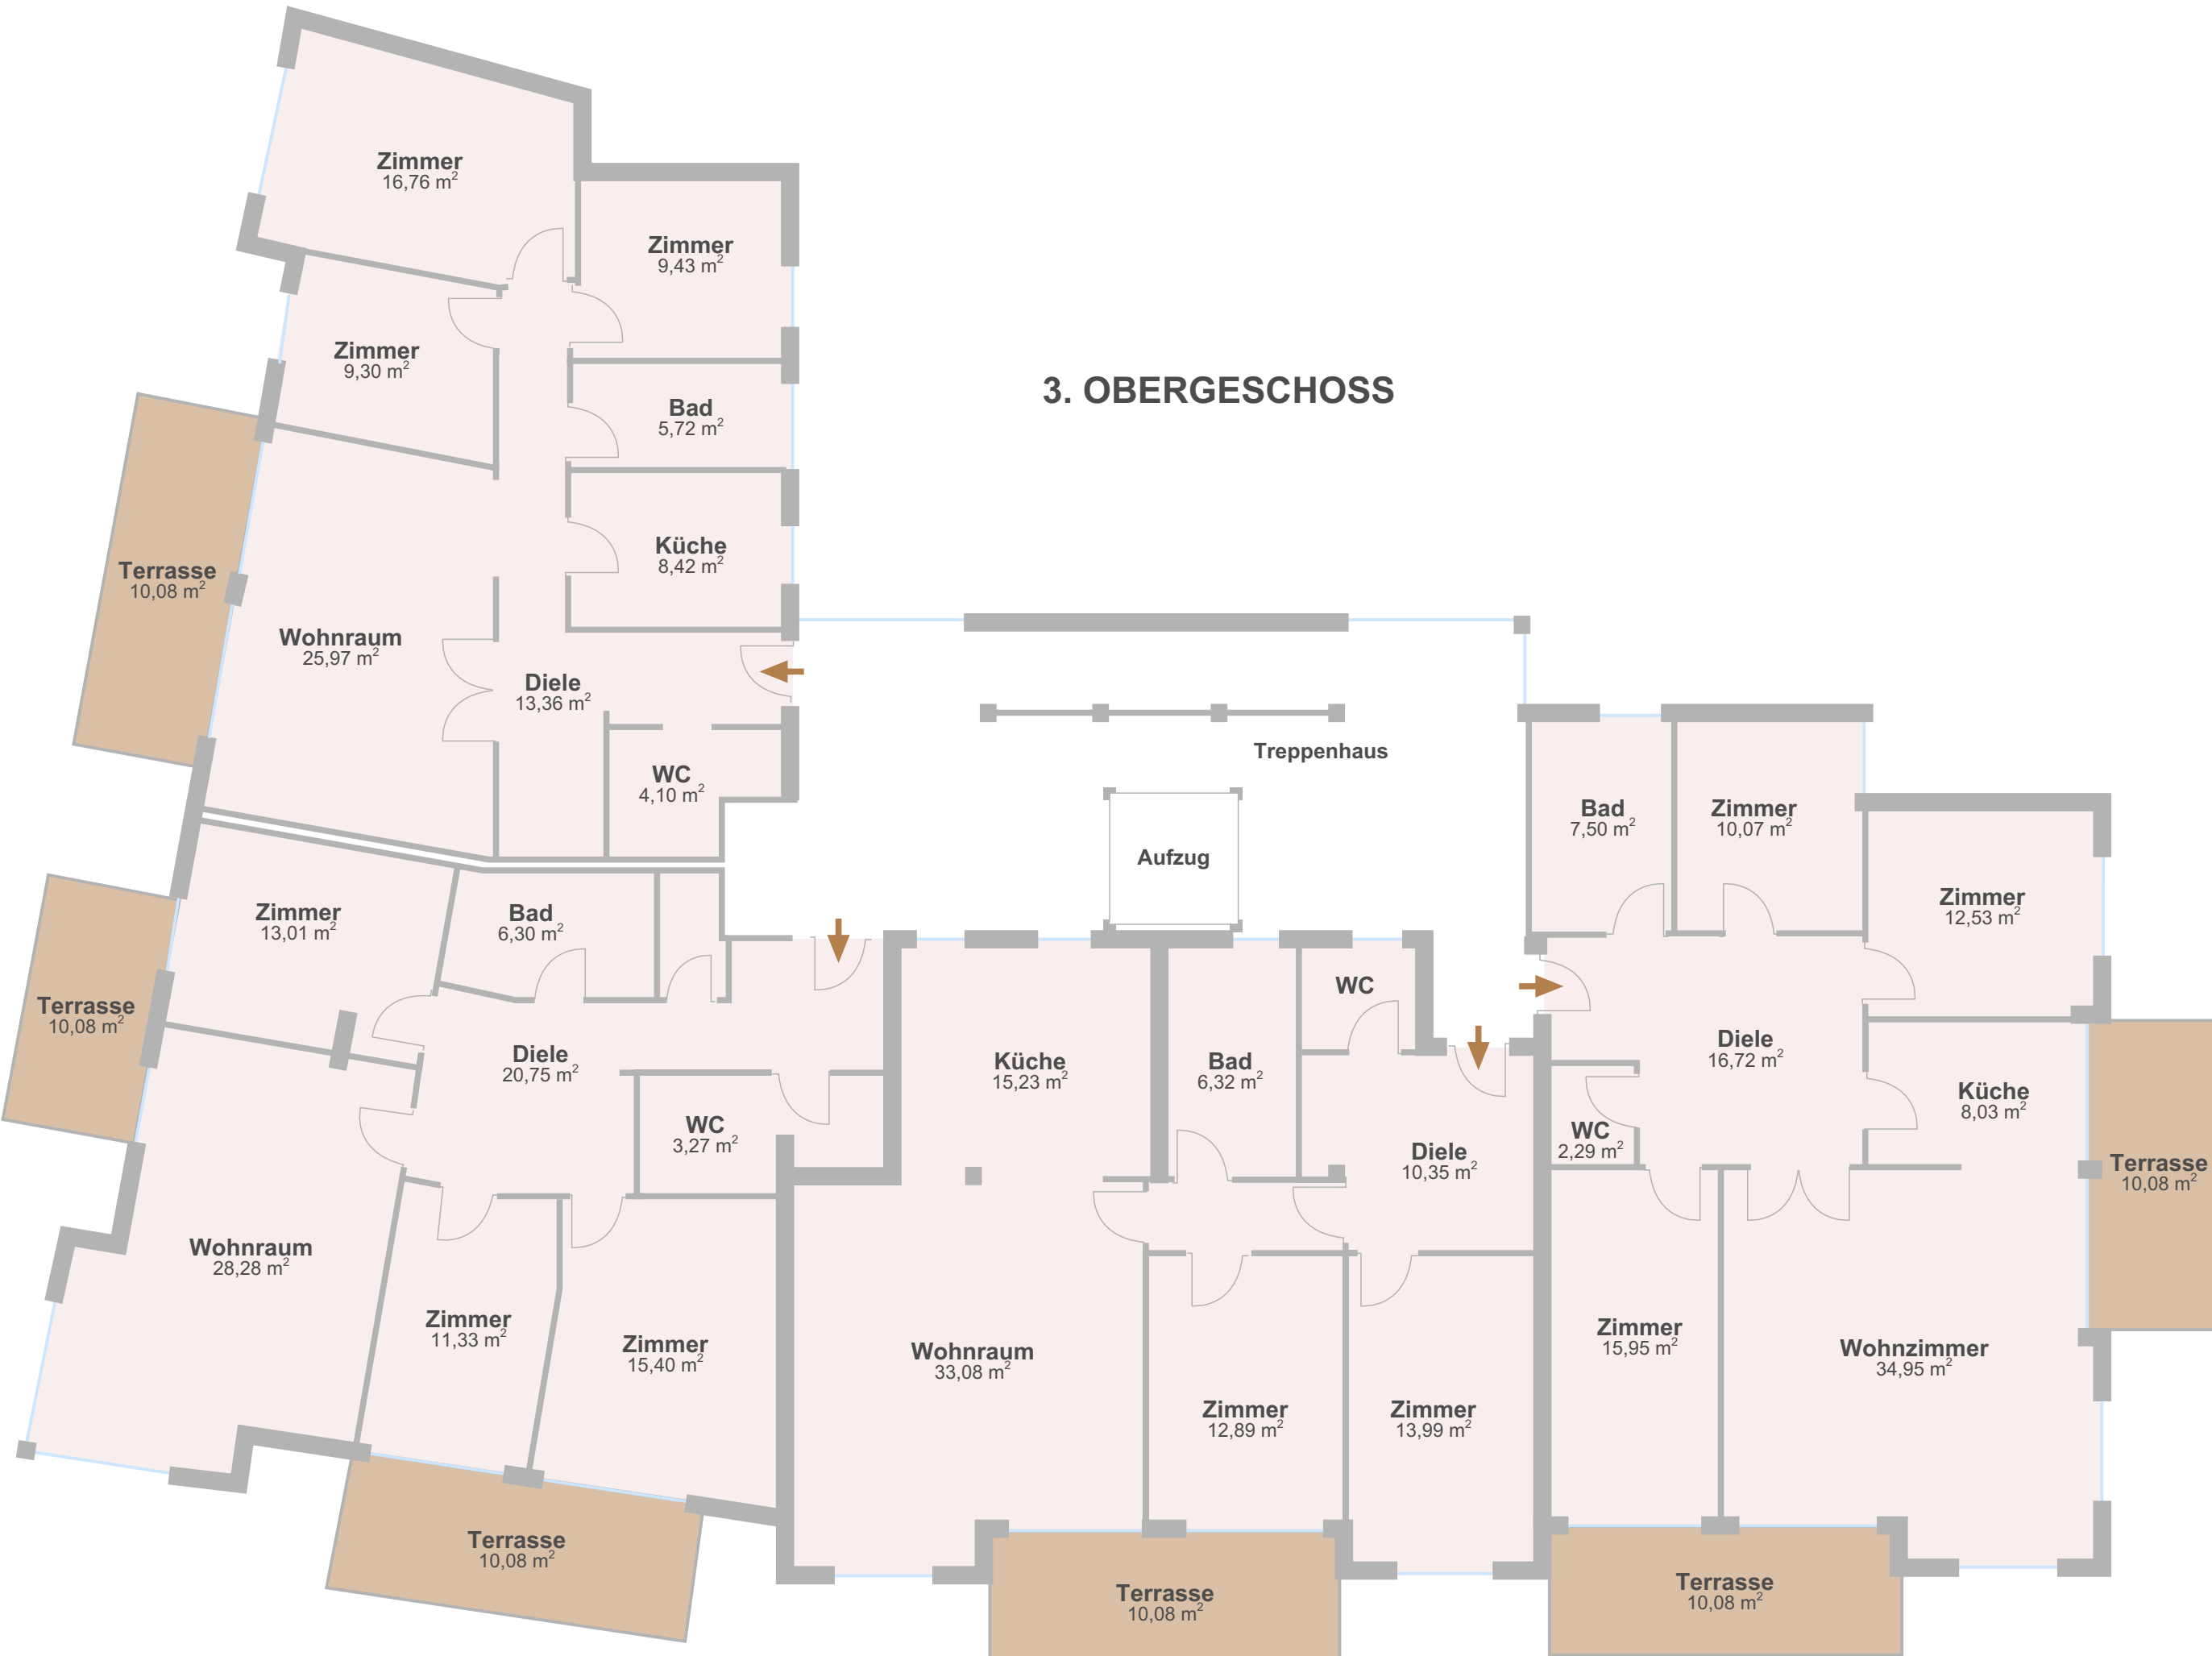 Zimmer
16,76 m²
Zimmer
9,43 m²
Zimmer
9,30 m²
3. OBERGESCHOSS
Bad
5,72 m²
Küche
8,42 m²
Terrasse
10,08 m²
Wohnraum
25,97 m²
Diele
13,36 m²
WC
4,10 m²
Treppenhaus
Aufzug
Bad
7,50 m²
Zimmer
10,07 m²
Zimmer
12,53 m²
Zimmer
13,01 m²
Bad
6,30 m²
Terrasse
10,08 m²
Diele
20,75 m²
WC
3,27 m²
Küche
15,23 m²
Bad
6,32 m²
WC
Diele
10,35 m²
Diele
16,72 m²
WC
2,29 m²
Küche
8,03 m²
Terrasse
10,08 m²
Wohnraum
28,28 m²
Zimmer
11,33 m²
Zimmer
15,40 m²
Wohnraum
33,08 m²
Zimmer
12,89 m²
Zimmer
13,99 m²
Zimmer
15,95 m²
Wohnzimmer
34,95 m²
Terrasse
10,08 m²
Terrasse
10,08 m²
Terrasse
10,08 m²